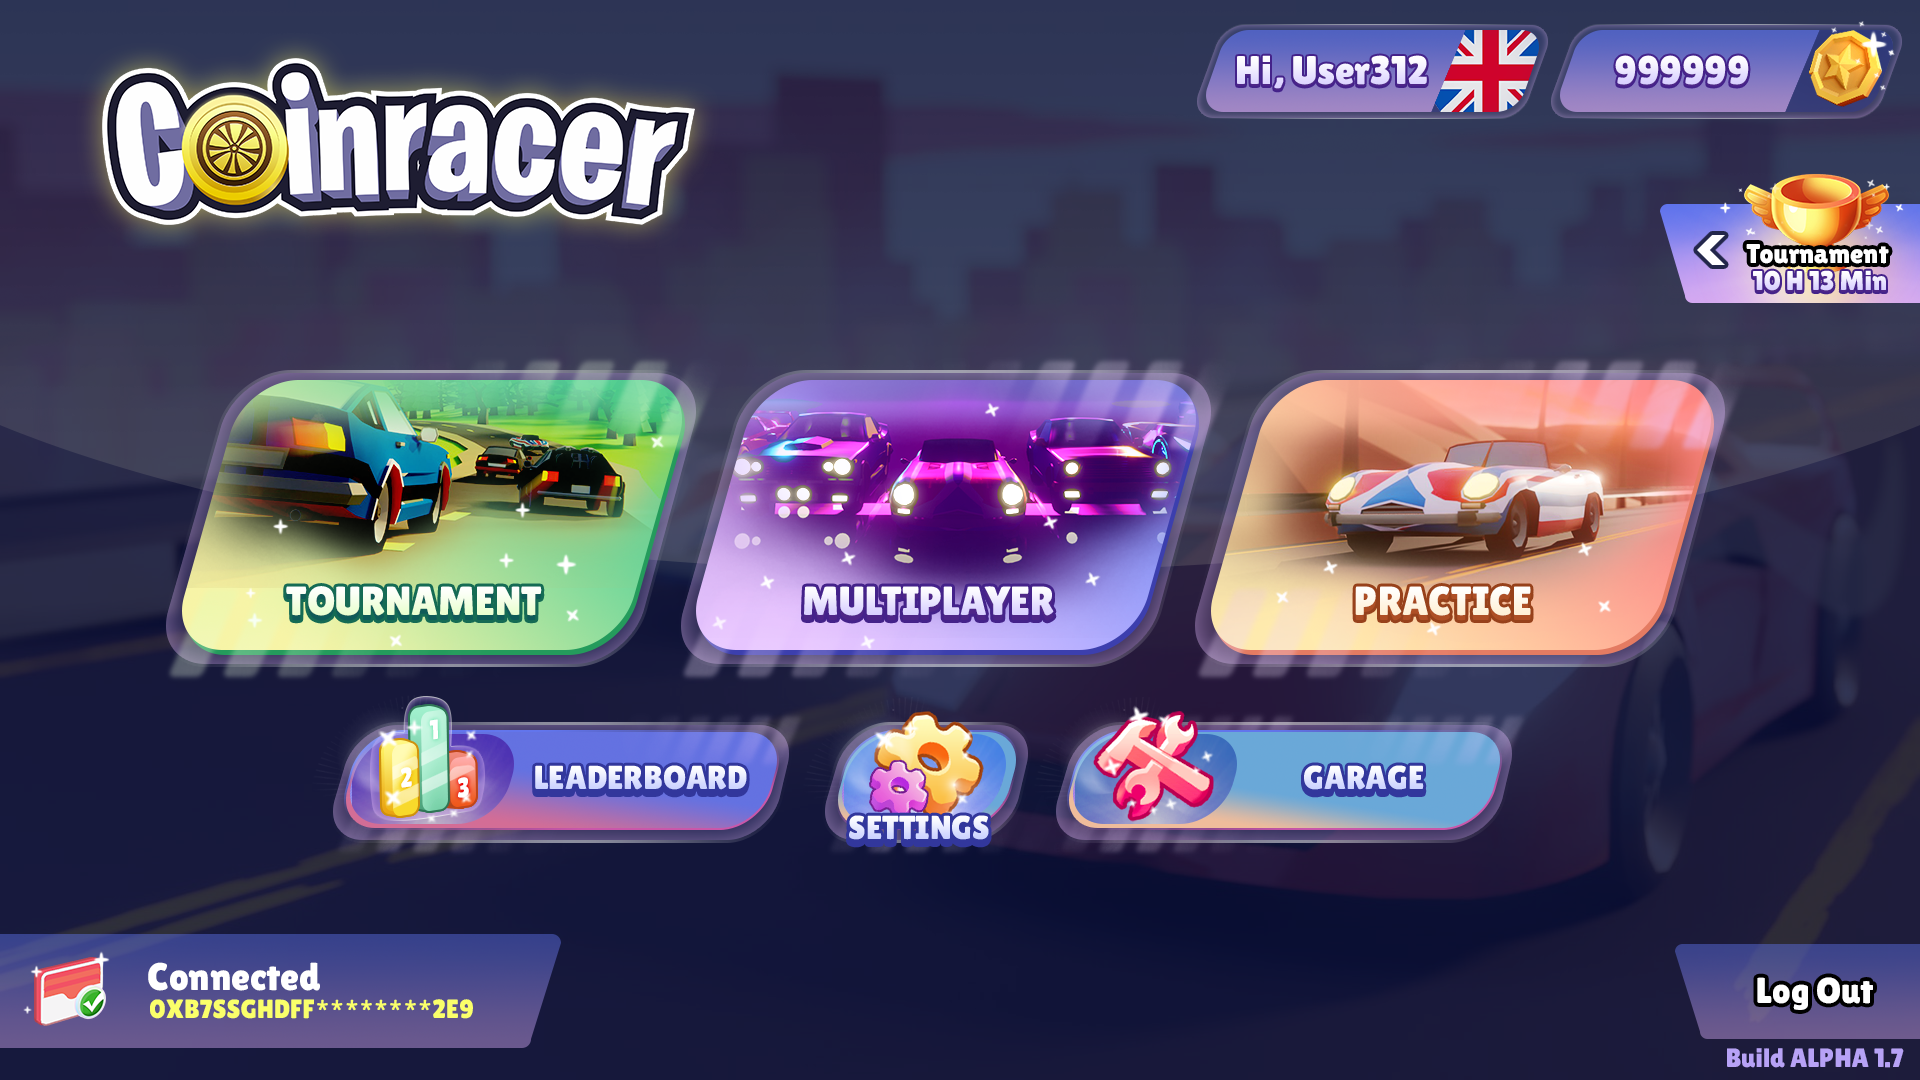 Coinracer
Hi, User312
999999
Tournament
10 H 13 Min
TOURNAMENT
MULTIPLAYER
PRACTICE
1
2
3
LEADERBOARD
SETTINGS
GARAGE
Connected
0XB7SSGHDFF********2E9
Log Out
Build ALPHA 1.7